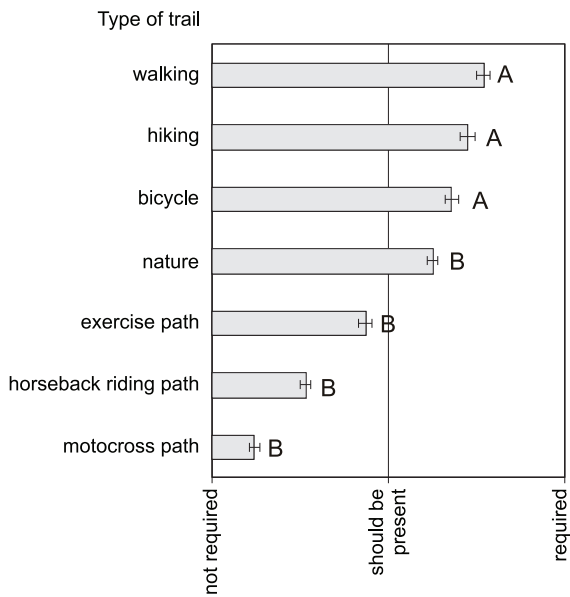 Type of trail
walking A
hiking A
bicycle A
nature B
exercise path B
horseback riding path B
motocross path B
not required
should be
present
required